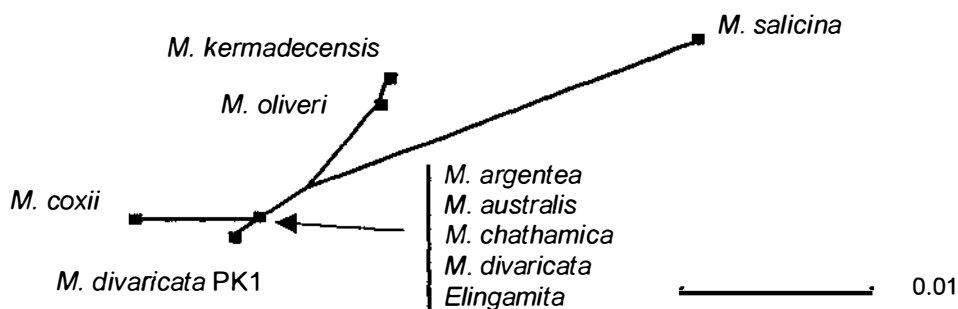 M. salicina
M. kermadecensis
M. oliveri
M. argentea
M. coxii
M. australis
M. chathamica
M. divaricata
M. divaricata PK1
Elingamita
0.01